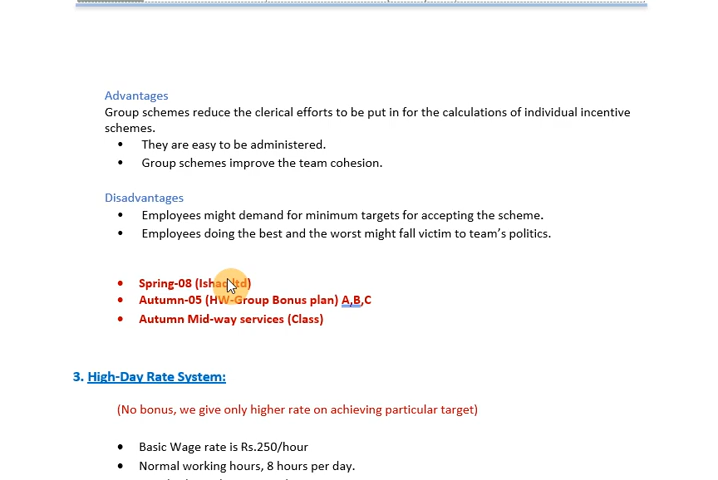 Advantages
Group schemes reduce the clerical efforts to be put in for the calculations of individual incentive
schemes.
• They are easy to be administered.
• Group schemes improve the team cohesion.
Disadvantages
• Employees might demand for minimum targets for accepting the scheme.
• Employees doing the best and the worst might fall victim to team's politics.
• Spring-08 (Ishaq ltd)
• Autumn-05 (HW-Group Bonus plan) A,B,C
• Autumn Mid-way services (Class)
3. High-Day Rate System:
(No bonus, we give only higher rate on achieving particular target)
• Basic Wage rate is Rs.250/hour
• Normal working hours, 8 hours per day.